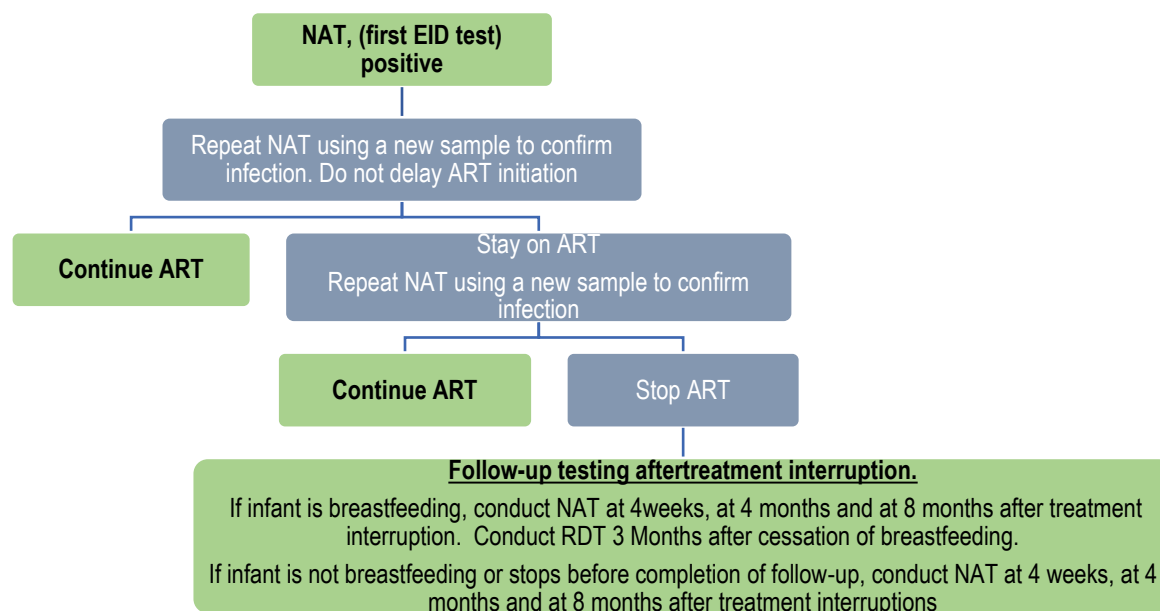 NAT, (first EID test)
positive
Repeat NAT using a new sample to confirm
infection. Do not delay ART initiation
Continue ART
Stay on ART
Repeat NAT using a new sample to confirm
infection
Continue ART
Stop ART
Follow-up testing aftertreatment interruption.
If infant is breastfeeding, conduct NAT at 4weeks, at 4 months and at 8 months after treatment
interruption.  Conduct RDT 3 Months after cessation of breastfeeding.
If infant is not breastfeeding or stops before completion of follow-up, conduct NAT at 4 weeks, at 4
months and at 8 months after treatment interruptions